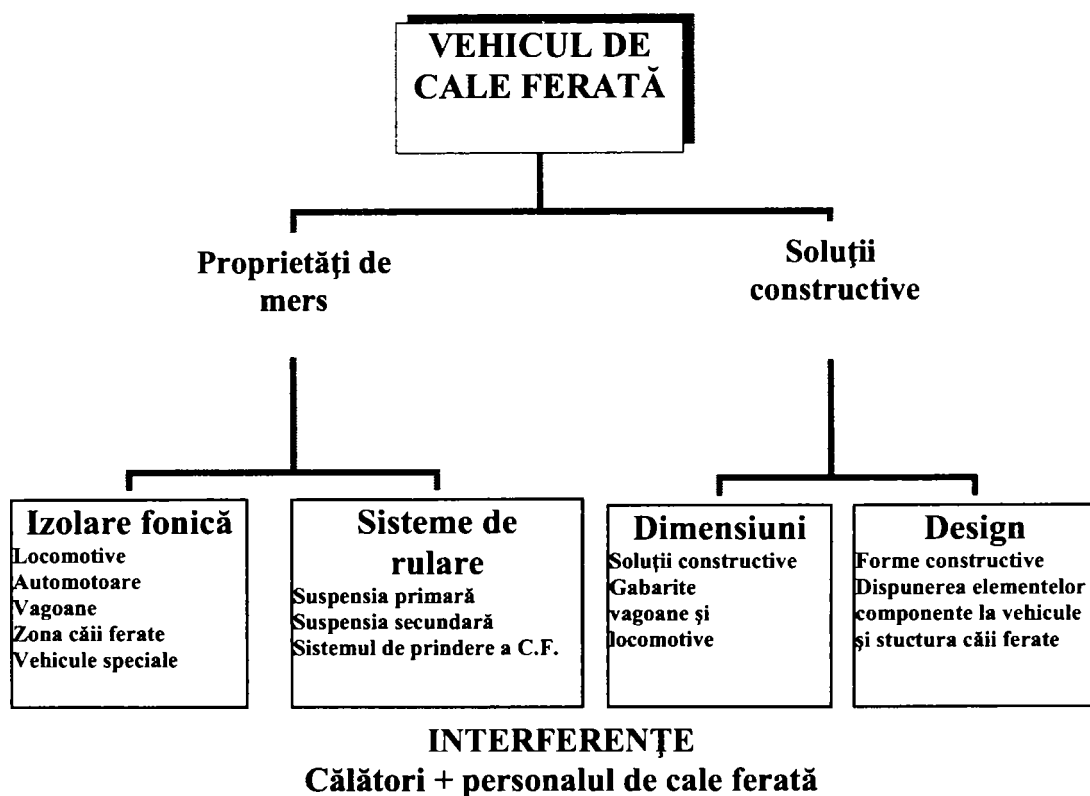 VEHICUL DE
CALE FERATĂ
Proprietăţi de
mers
Soluţii
constructive
Izolare fonică
Locomotive
Automotoare
Vagoane
Zona căii ferate
Vehicule speciale
Sisteme de
rulare
Suspensia primară
Suspensia secundară
Sistemul de prindere a C.F.
Dimensiuni
Soluţii constructive
Gabarite
vagoane şi
locomotive
Design
Forme constructive
Dispunerea elementelor
componente la vehicule
şi stuctura căii ferate
INTERFERENŢE
Călători + personalul de cale ferată